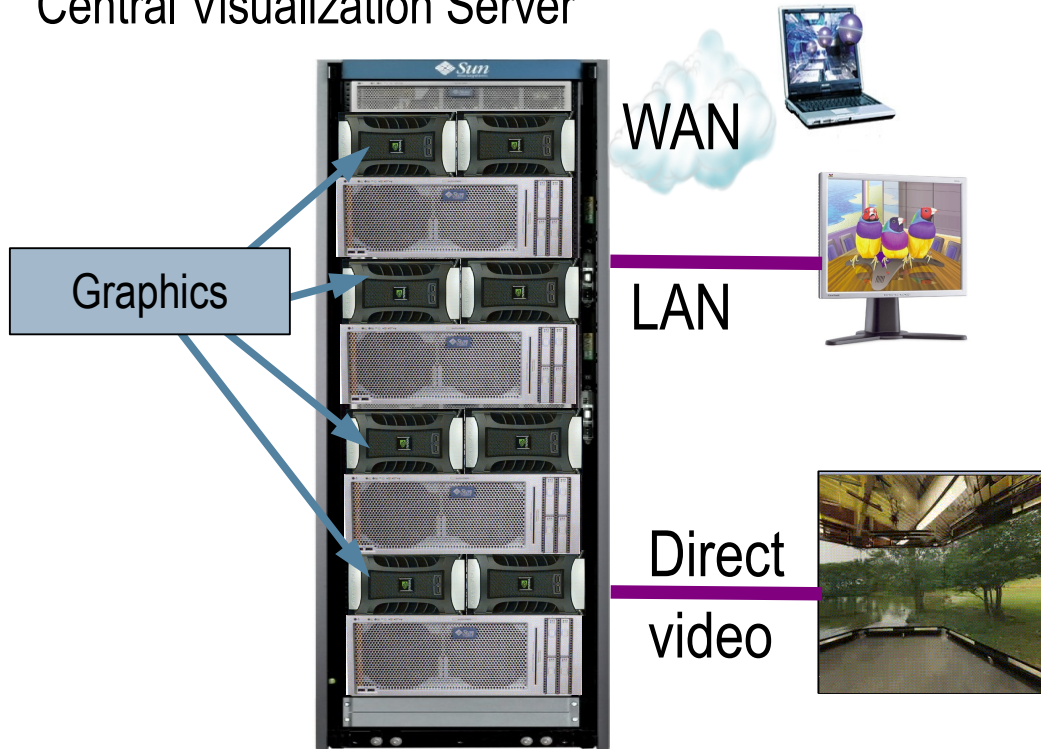 Central Visualization Server
Sun
WAN
Graphics
LAN
Direct
video